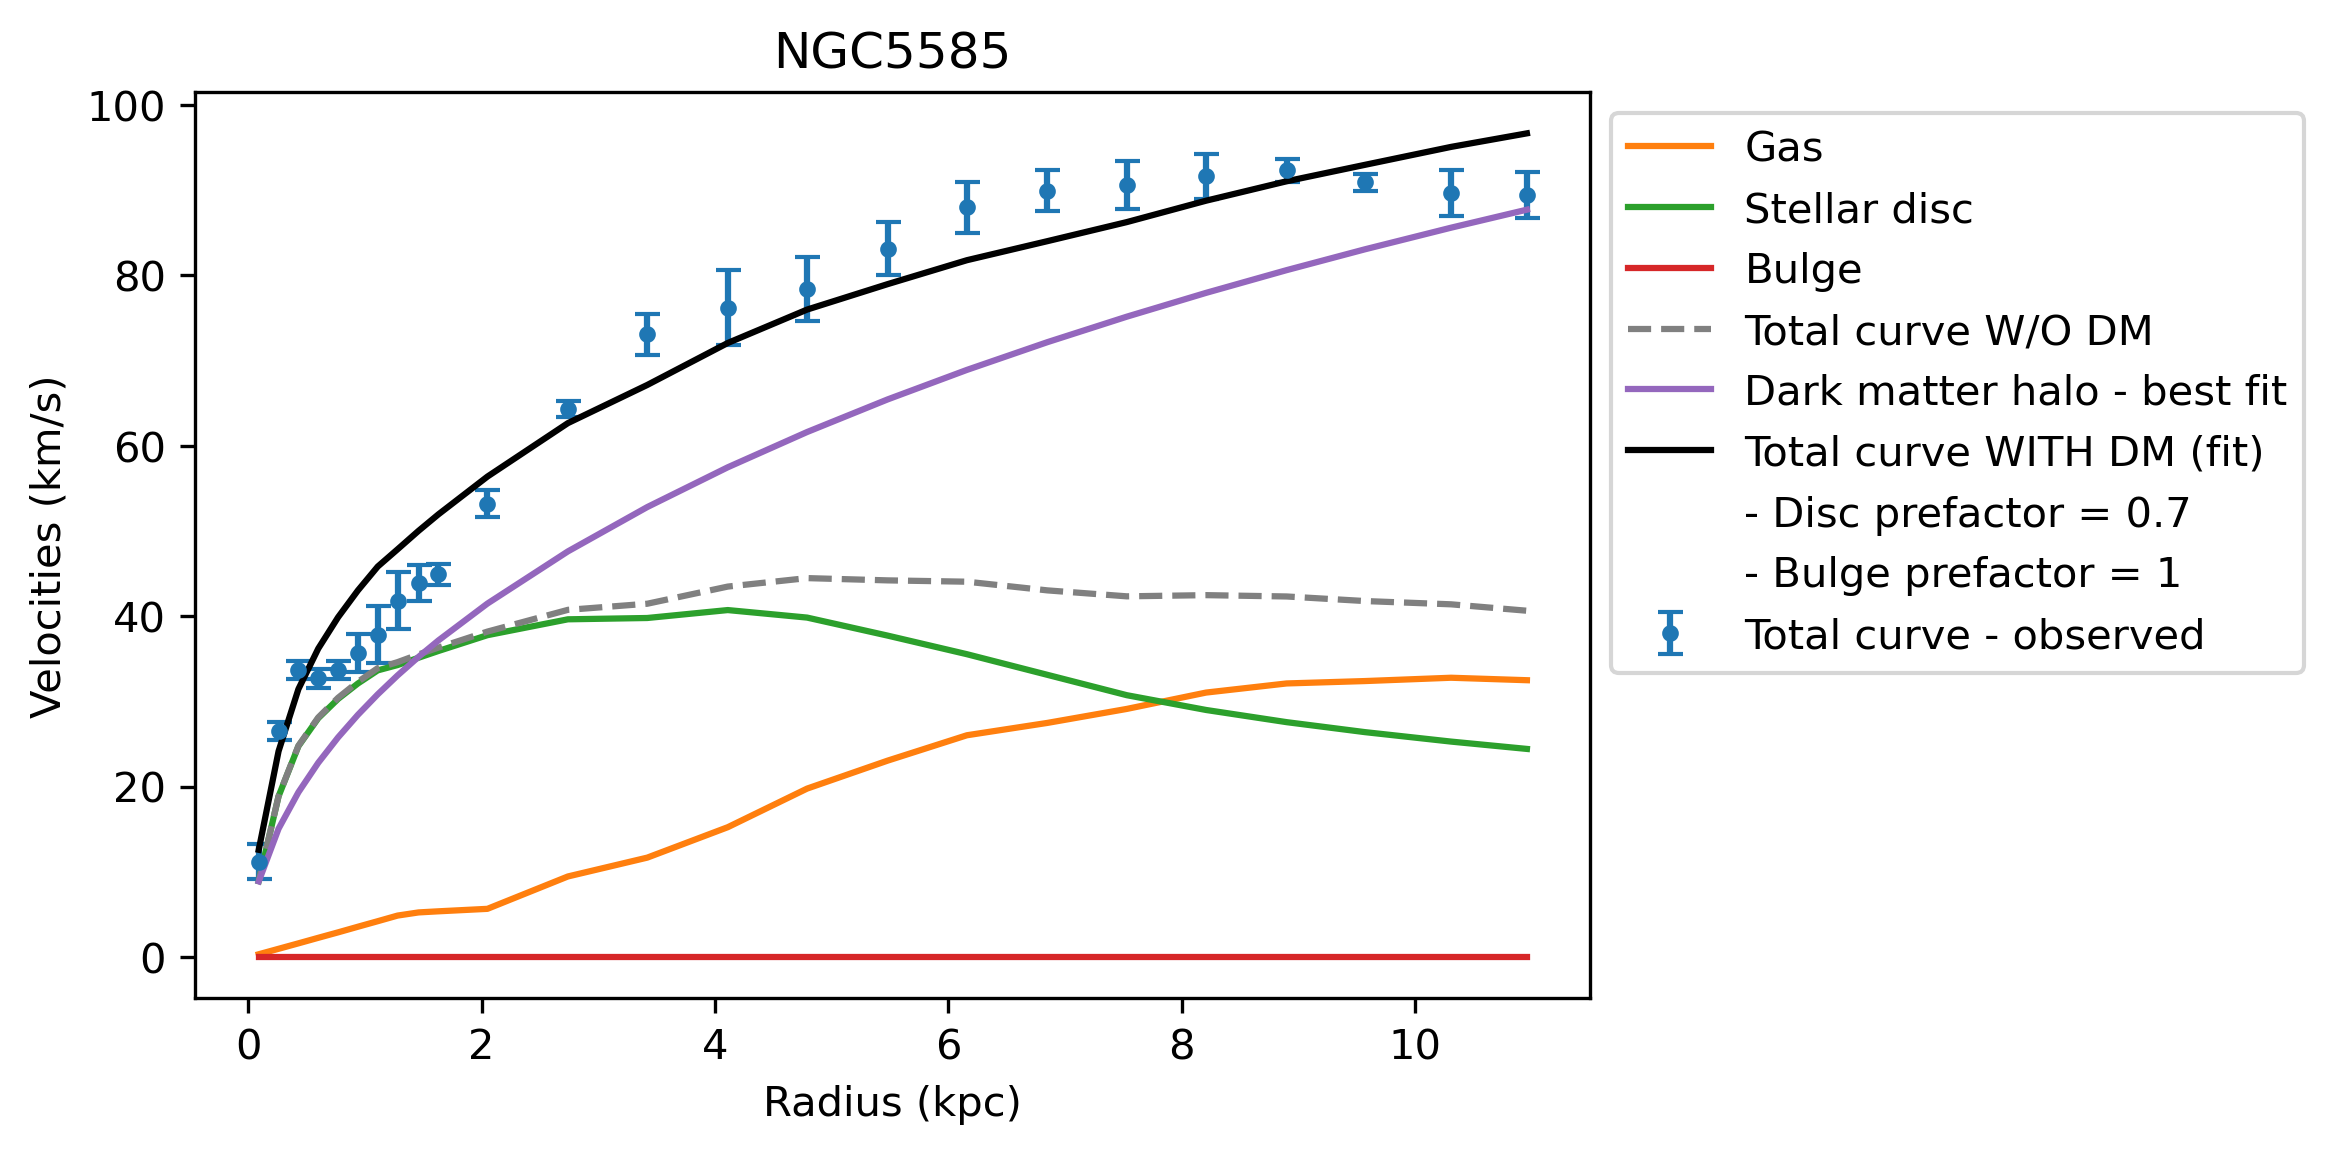 NGC5585
100
80
60
40
20
0
Velocities (km/s)
0 2 4 6 8 10
Radius (kpc)
Gas
Stellar disc
Bulge
Total curve W/O DM
Dark matter halo - best fit
Total curve WITH DM (fit)
- Disc prefactor = 0.7
- Bulge prefactor = 1
Total curve - observed